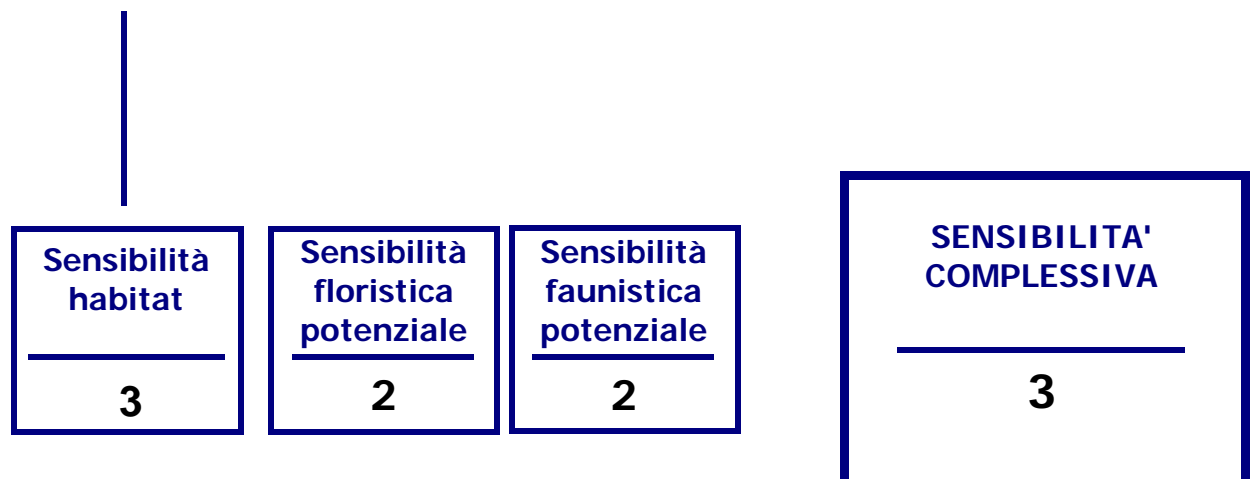 Sensibilità
habitat
3
Sensibilità
floristica
potenziale
2
Sensibilità
faunistica
potenziale
2
SENSIBILITA'
COMPLESSIVA
3